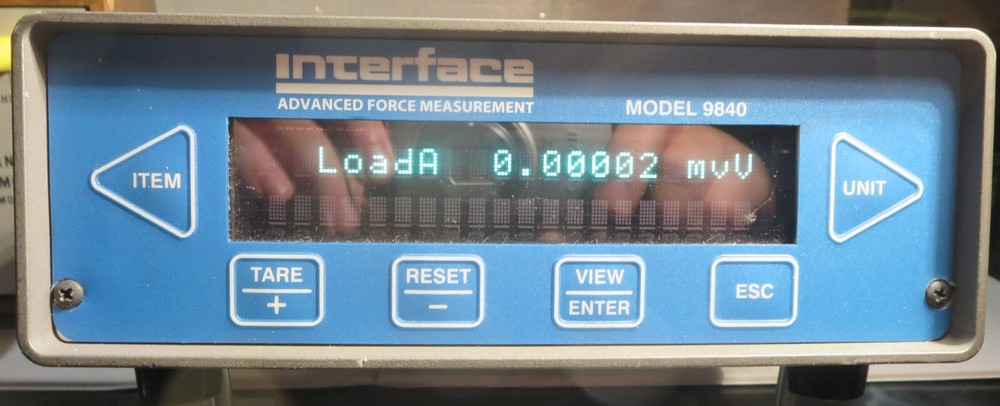 Interface
ADVANCED FORCE MEASUREMENT
MODEL 9840
LoadA 0.00002 mvV
ITEM
UNIT
TARE
+
RESET
−
VIEW
ENTER
ESC